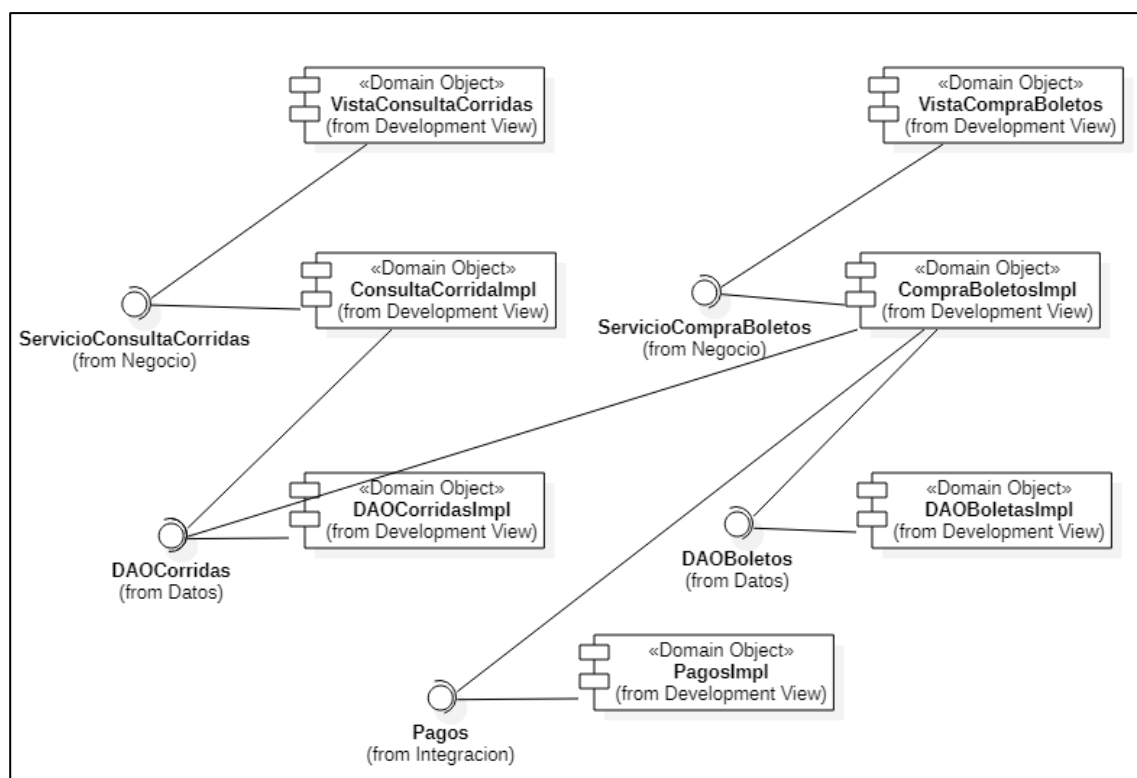 «Domain Object»
VistaConsultaCorridas
(from Development View)
«Domain Object»
VistaCompraBoletos
(from Development View)
«Domain Object»
ConsultaCorridaImpl
(from Development View)
«Domain Object»
CompraBoletosImpl
(from Development View)
ServicioConsultaCorridas
(from Negocio)
ServicioCompraBoletos
(from Negocio)
«Domain Object»
DAOCorridasImpl
(from Development View)
«Domain Object»
DAOBoletasImpl
(from Development View)
DAOCorridas
(from Datos)
DAOBoletos
(from Datos)
«Domain Object»
PagosImpl
(from Development View)
Pagos
(from Integracion)